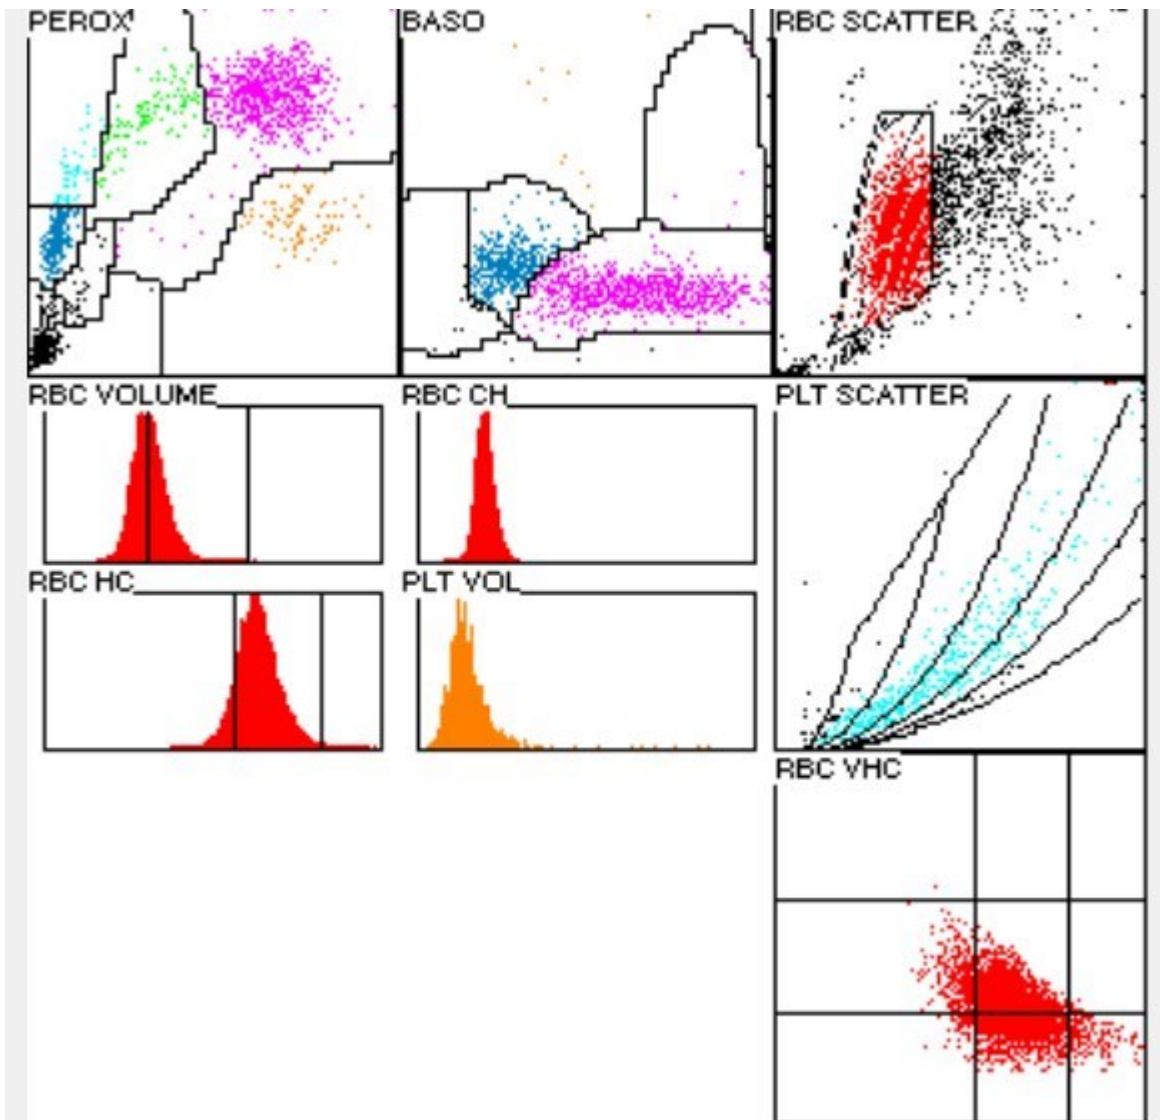 PEROX
BASO
RBC SCATTER
RBC VOLUME
RBC CH
PLT SCATTER
RBC HC
PLT VOL
RBC VHC